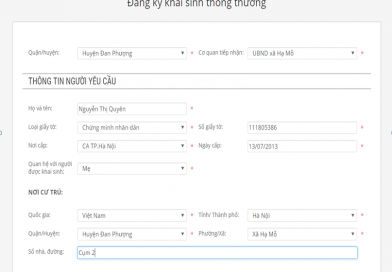 Đăng ký khai sinh thông thường
Quận/huyện: Huyện Đan Phượng * Cơ quan tiếp nhận: UBND xã Hạ Mỗ *
THÔNG TIN NGƯỜI YÊU CẦU
Họ và tên: Nguyễn Thị Quyên *
Loại giấy tờ: Chứng minh nhân dân * Số giấy tờ: 111805386 *
Nơi cấp: CA TP.Hà Nội * Ngày cấp: 13/07/2013 *
Quan hệ với người
được khai sinh: Mẹ *
NƠI CƯ TRÚ:
Quốc gia: Việt Nam * Tỉnh/ Thành phố: Hà Nội *
Quận/Huyện: Huyện Đan Phượng * Phường/Xã: Xã Hạ Mỗ *
Số nhà, đường: Cụm 2